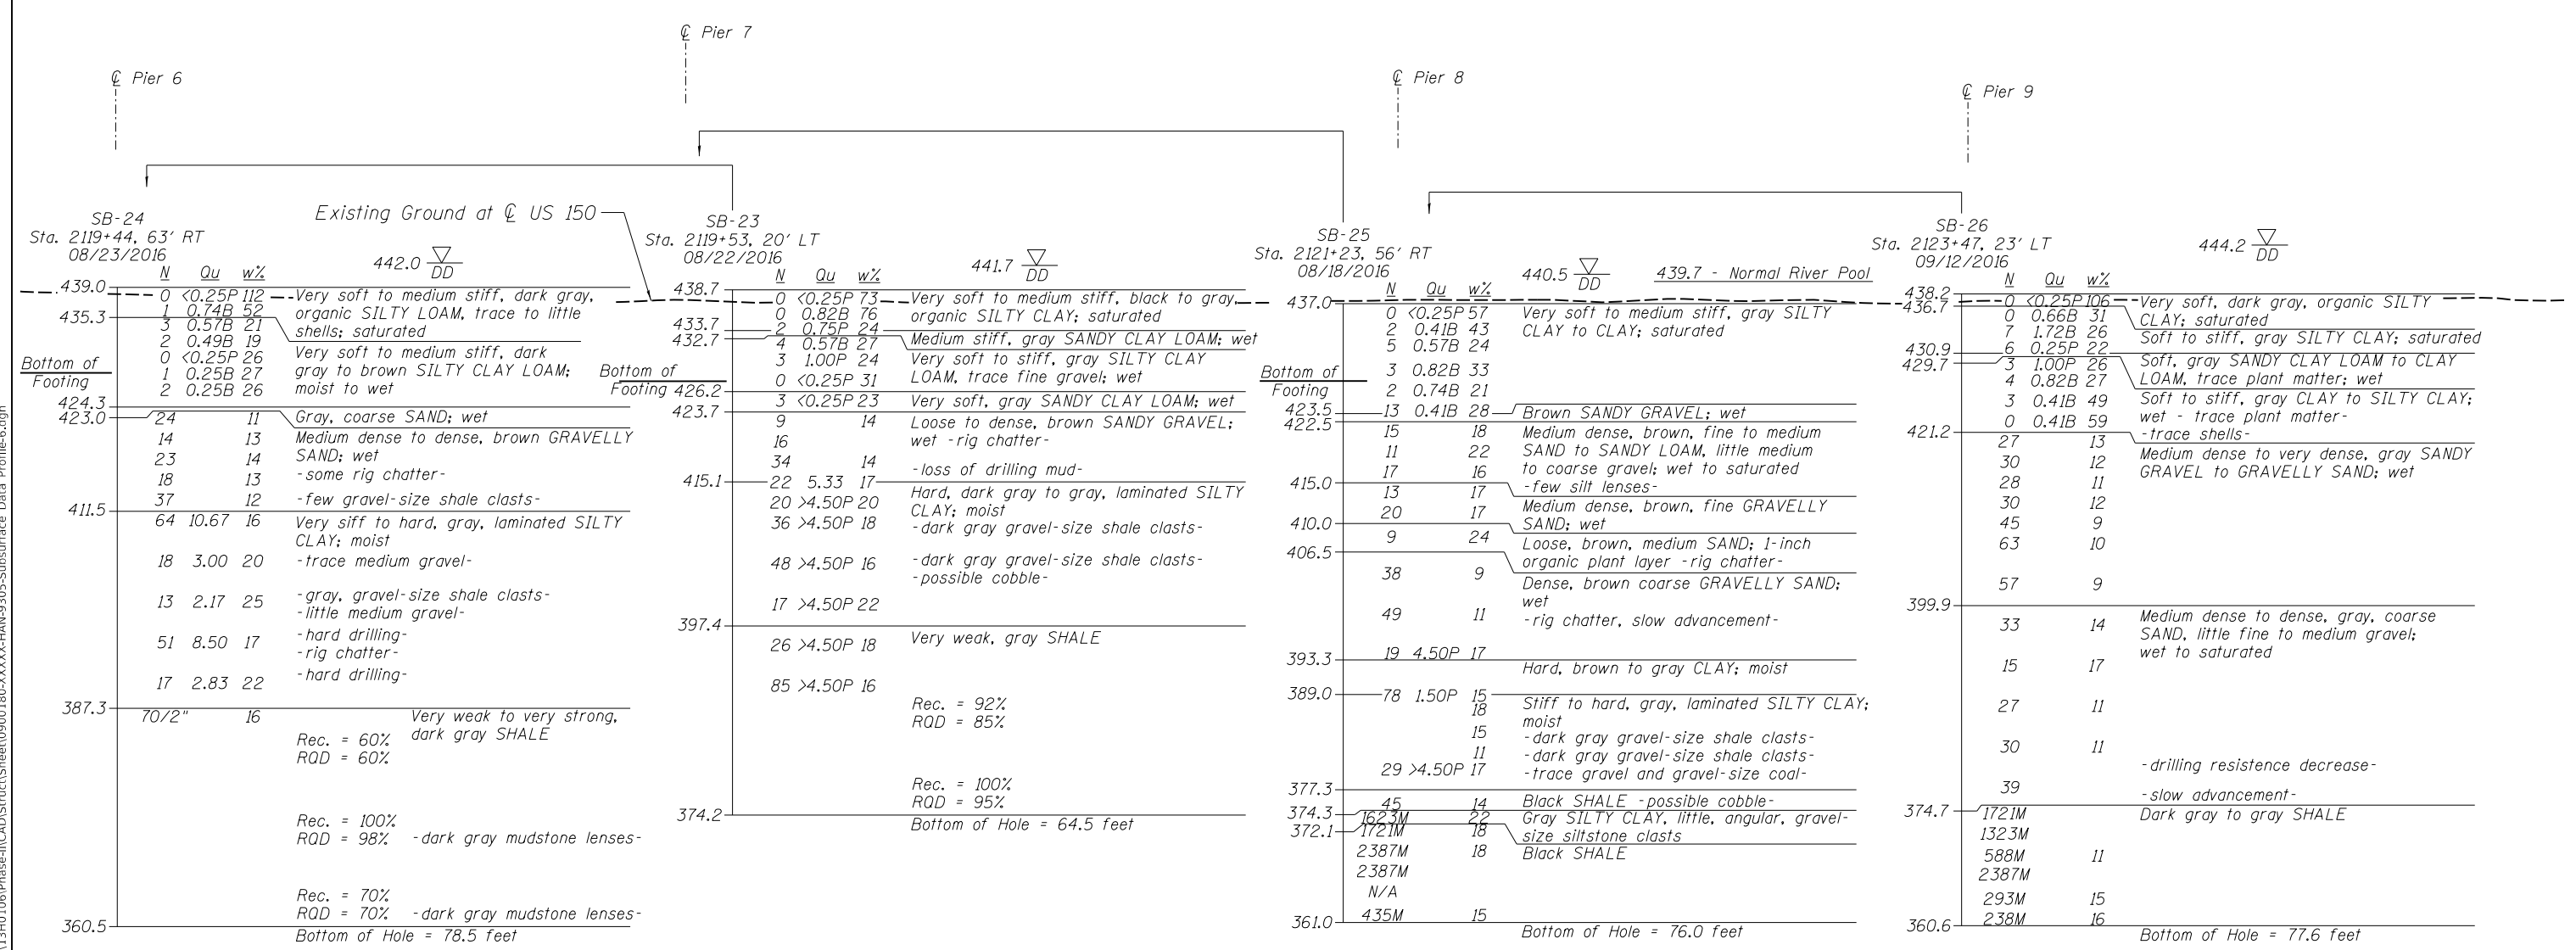 ℄ Pier 6
℄ Pier 7
℄ Pier 8
℄ Pier 9
Existing Ground at ℄ US 150
SB-24
Sta. 2119+44, 63' RT
08/23/2016
442.0 DD
N Qu w%
439.0
0 <0.25P 112 Very soft to medium stiff, dark gray,
1 0.74B 52 organic SILTY LOAM, trace to little
435.3
3 0.57B 21 shells; saturated
2 0.49B 19
0 <0.25P 26 Very soft to medium stiff, dark
1 0.25B 27 gray to brown SILTY CLAY LOAM;
2 0.25B 26 moist to wet
Bottom of
Footing
424.3
423.0
24 11 Gray, coarse SAND; wet
14 13 Medium dense to dense, brown GRAVELLY
23 14 SAND; wet
18 13 -some rig chatter-
37 12 -few gravel-size shale clasts-
411.5
64 10.67 16 Very siff to hard, gray, laminated SILTY
CLAY; moist
18 3.00 20 -trace medium gravel-
13 2.17 25 -gray, gravel-size shale clasts-
-little medium gravel-
51 8.50 17 -hard drilling-
-rig chatter-
17 2.83 22 -hard drilling-
387.3
70/2" 16 Very weak to very strong,
dark gray SHALE
Rec. = 60%
RQD = 60%
Rec. = 100%
RQD = 98% -dark gray mudstone lenses-
Rec. = 70%
RQD = 70% -dark gray mudstone lenses-
360.5
Bottom of Hole = 78.5 feet
SB-23
Sta. 2119+53, 20' LT
08/22/2016
441.7 DD
N Qu w%
438.7
0 <0.25P 73 Very soft to medium stiff, black to gray,
0 0.82B 76 organic SILTY CLAY; saturated
433.7
2 0.75P 24
432.7
4 0.57B 27 Medium stiff, gray SANDY CLAY LOAM; wet
3 1.00P 24 Very soft to stiff, gray SILTY CLAY
0 <0.25P 31 LOAM, trace fine gravel; wet
Bottom of
Footing
426.2
3 <0.25P 23 Very soft, gray SANDY CLAY LOAM; wet
423.7
9 14 Loose to dense, brown SANDY GRAVEL;
16 wet -rig chatter-
34 14 -loss of drilling mud-
415.1
22 5.33 17
20 >4.50P 20 Hard, dark gray to gray, laminated SILTY
CLAY; moist
36 >4.50P 18 -dark gray gravel-size shale clasts-
48 >4.50P 16 -dark gray gravel-size shale clasts-
-possible cobble-
17 >4.50P 22
397.4
26 >4.50P 18 Very weak, gray SHALE
85 >4.50P 16
Rec. = 92%
RQD = 85%
Rec. = 100%
RQD = 95%
374.2
Bottom of Hole = 64.5 feet
SB-25
Sta. 2121+23, 56' RT
08/18/2016
440.5 DD
439.7 - Normal River Pool
N Qu w%
437.0
0 <0.25P 57 Very soft to medium stiff, gray SILTY
2 0.41B 43 CLAY to CLAY; saturated
5 0.57B 24
3 0.82B 33
2 0.74B 21
Bottom of
Footing
423.5
13 0.41B 28 Brown SANDY GRAVEL; wet
422.5
15 18 Medium dense, brown, fine to medium
11 22 SAND to SANDY LOAM, little medium
17 16 to coarse gravel; wet to saturated
-few silt lenses-
415.0
13 17
20 17 Medium dense, brown, fine GRAVELLY
SAND; wet
410.0
9 24 Loose, brown, medium SAND; 1-inch
organic plant layer -rig chatter-
406.5
38 9 Dense, brown coarse GRAVELLY SAND;
wet
49 11 -rig chatter, slow advancement-
19 4.50P 17
393.3
Hard, brown to gray CLAY; moist
389.0
78 1.50P 15
18 Stiff to hard, gray, laminated SILTY CLAY;
moist
15 -dark gray gravel-size shale clasts-
11 -dark gray gravel-size shale clasts-
29 >4.50P 17 -trace gravel and gravel-size coal-
377.3
45 14 Black SHALE -possible cobble-
374.3
1623M 22 Gray SILTY CLAY, little, angular, gravel-
372.1
1721M 18 size siltstone clasts
2387M 18 Black SHALE
2387M
N/A
435M 15
361.0
Bottom of Hole = 76.0 feet
SB-26
Sta. 2123+47, 23' LT
09/12/2016
444.2 DD
N Qu w%
438.2
0 <0.25P 106 Very soft, dark gray, organic SILTY
436.7
0 0.66B 31 CLAY; saturated
7 1.72B 26 Soft to stiff, gray SILTY CLAY; saturated
430.9
6 0.25P 22
429.7
3 1.00P 26 Soft, gray SANDY CLAY LOAM to CLAY
4 0.82B 27 LOAM, trace plant matter; wet
3 0.41B 49 Soft to stiff, gray CLAY to SILTY CLAY;
0 0.41B 59 wet - trace plant matter-
421.2
-trace shells-
27 13
30 12 Medium dense to very dense, gray SANDY
28 11 GRAVEL to GRAVELLY SAND; wet
30 12
45 9
63 10
57 9
399.9
33 14 Medium dense to dense, gray, coarse
SAND, little fine to medium gravel;
wet to saturated
15 17
27 11
30 11
-drilling resistence decrease-
39
-slow advancement-
374.7
1721M Dark gray to gray SHALE
1323M
588M 11
2387M
293M 15
238M 16
360.6
Bottom of Hole = 77.6 feet